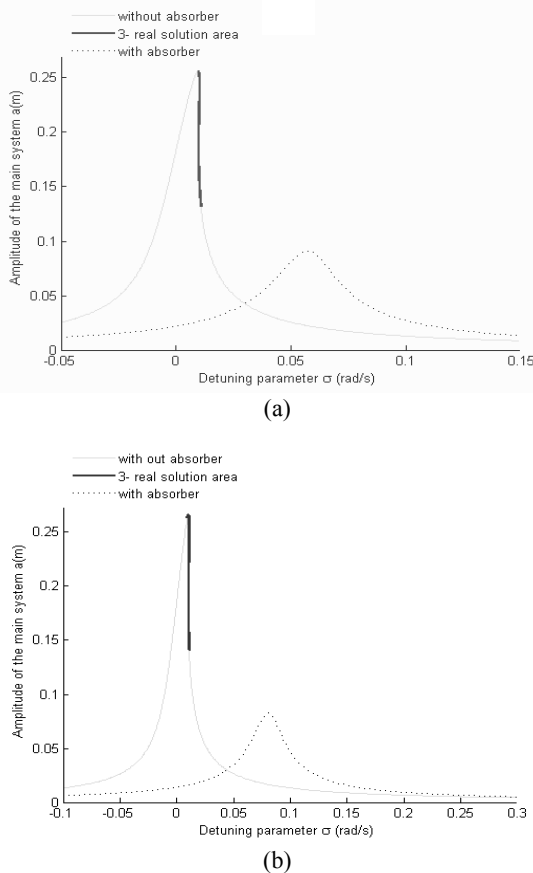 without absorber
3- real solution area
with absorber
Amplitude of the main system a(m)
0.25
0.2
0.15
0.1
0.05
0
-0.05
0
0.05
0.1
0.15
Detuning parameter σ (rad/s)
(a)
with out absorber
3- real solution area
with absorber
Amplitude of the main system a(m)
0.25
0.2
0.15
0.1
0.05
0
-0.1
-0.05
0
0.05
0.1
0.15
0.2
0.25
0.3
Detuning parameter σ (rad/s)
(b)